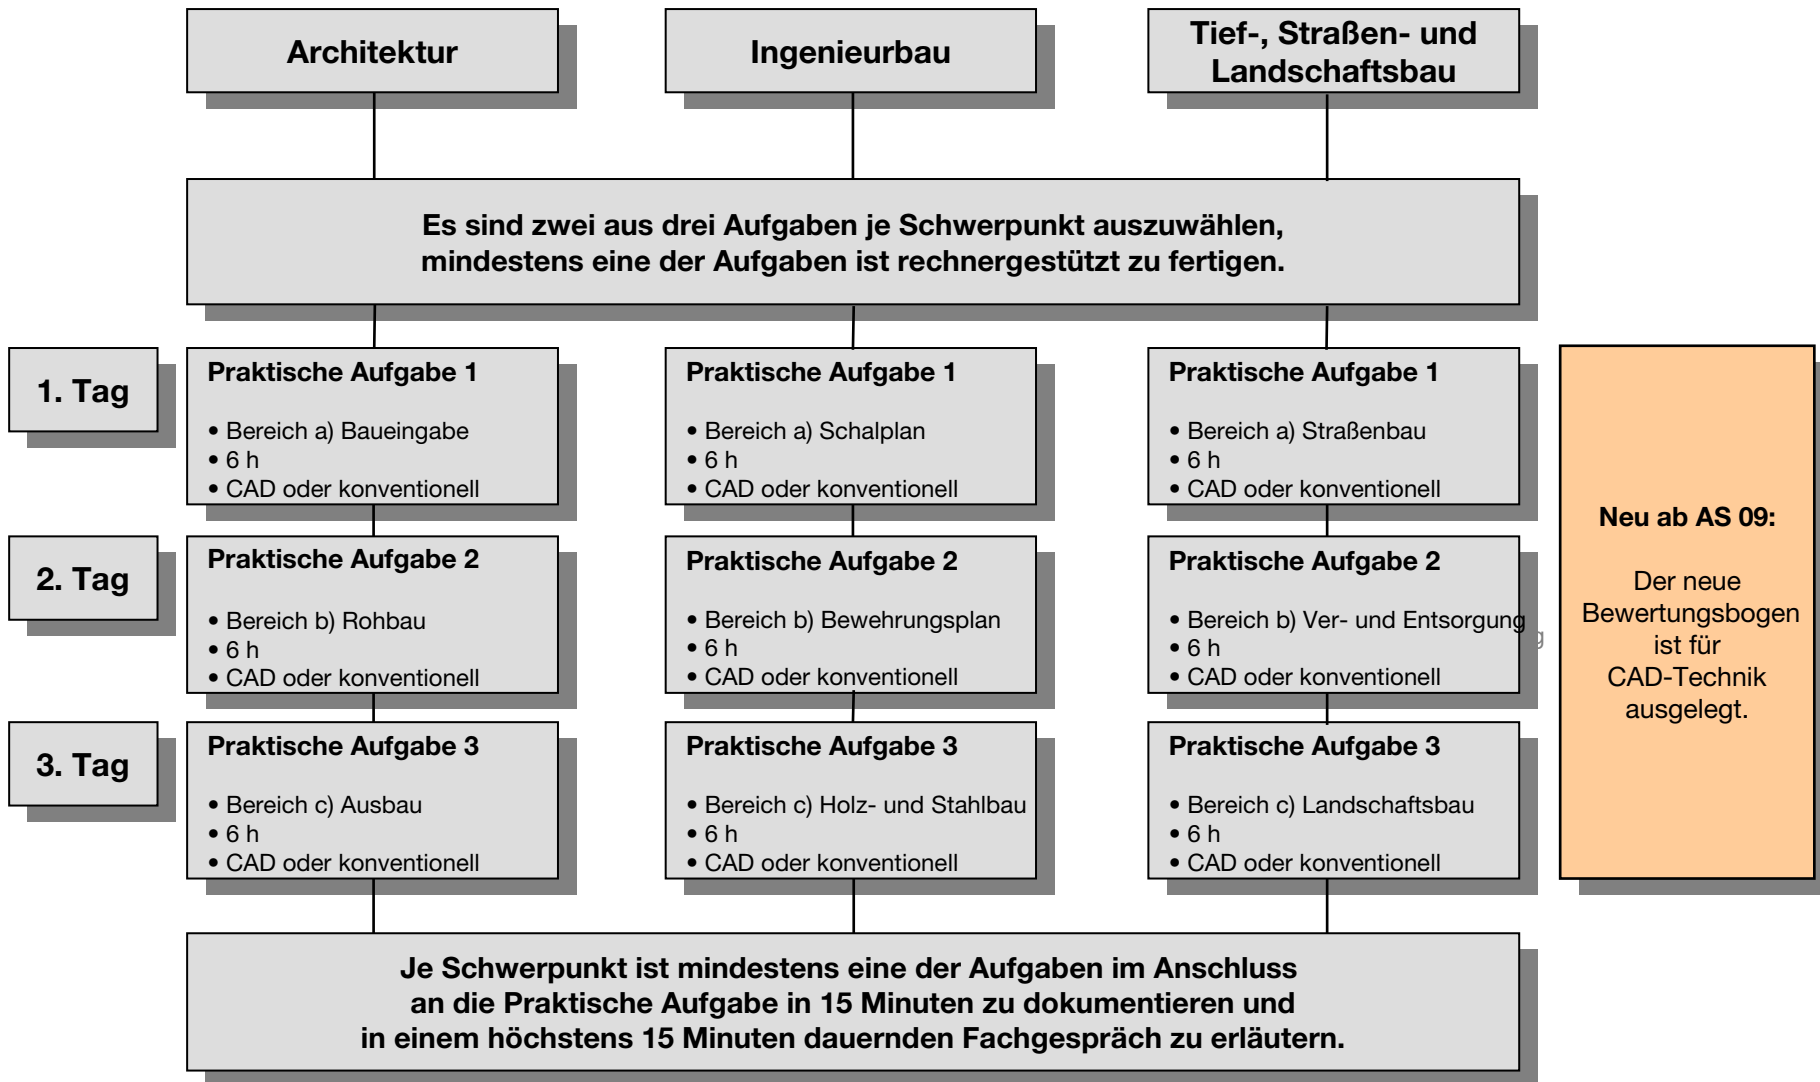 Architektur
Ingenieurbau
Tief-, Straßen- und
Landschaftsbau
Es sind zwei aus drei Aufgaben je Schwerpunkt auszuwählen,
mindestens eine der Aufgaben ist rechnergestützt zu fertigen.
1. Tag
Praktische Aufgabe 1
• Bereich a) Baueingabe
• 6 h
• CAD oder konventionell
Praktische Aufgabe 1
• Bereich a) Schalplan
• 6 h
• CAD oder konventionell
Praktische Aufgabe 1
• Bereich a) Straßenbau
• 6 h
• CAD oder konventionell
2. Tag
Praktische Aufgabe 2
• Bereich b) Rohbau
• 6 h
• CAD oder konventionell
Praktische Aufgabe 2
• Bereich b) Bewehrungsplan
• 6 h
• CAD oder konventionell
Praktische Aufgabe 2
• Bereich b) Ver- und Entsorgung
• 6 h
• CAD oder konventionell
3. Tag
Praktische Aufgabe 3
• Bereich c) Ausbau
• 6 h
• CAD oder konventionell
Praktische Aufgabe 3
• Bereich c) Holz- und Stahlbau
• 6 h
• CAD oder konventionell
Praktische Aufgabe 3
• Bereich c) Landschaftsbau
• 6 h
• CAD oder konventionell
Neu ab AS 09:
Der neue
Bewertungsbogen
ist für
CAD-Technik
ausgelegt.
Je Schwerpunkt ist mindestens eine der Aufgaben im Anschluss
an die Praktische Aufgabe in 15 Minuten zu dokumentieren und
in einem höchstens 15 Minuten dauernden Fachgespräch zu erläutern.